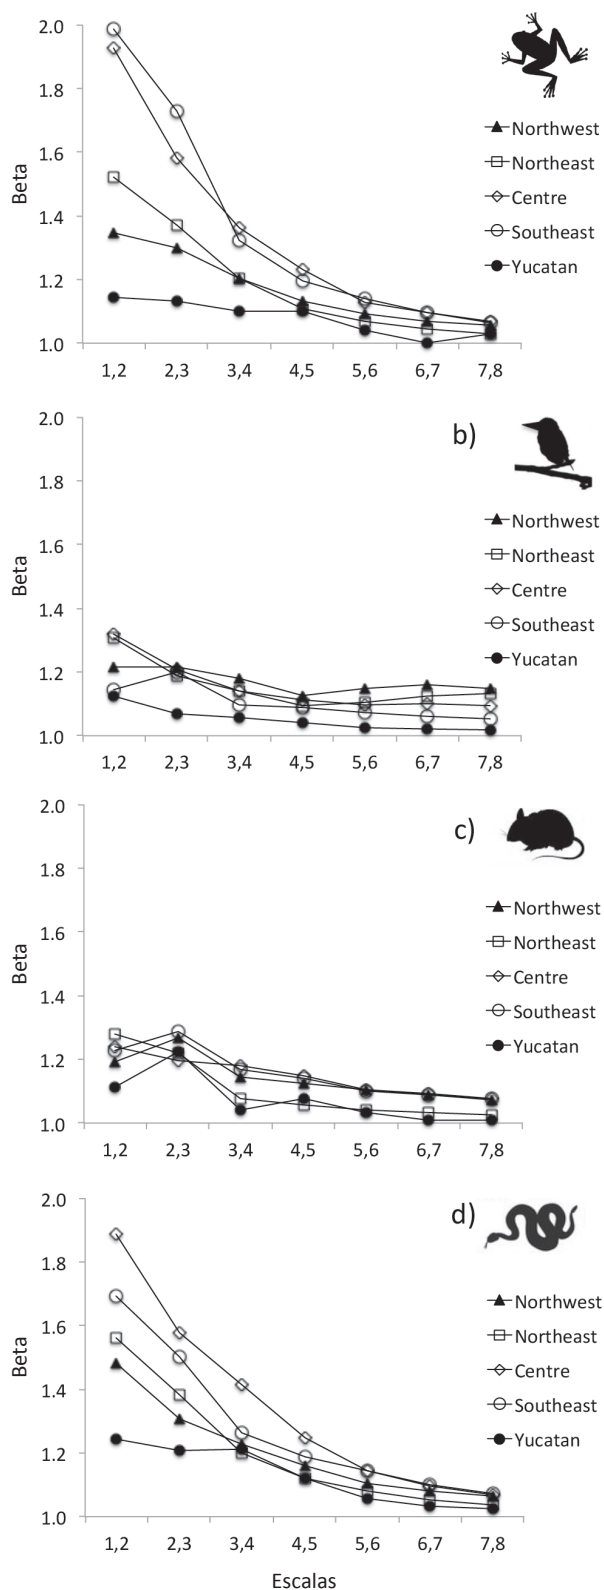 2.0
1.8
1.6
1.4
1.2
1.0
Beta
Northwest
Northeast
Centre
Southeast
Yucatan
1,2 2,3 3,4 4,5 5,6 6,7 7,8
b)
2.0
1.8
1.6
1.4
1.2
1.0
Beta
Northwest
Northeast
Centre
Southeast
Yucatan
1,2 2,3 3,4 4,5 5,6 6,7 7,8
c)
2.0
1.8
1.6
1.4
1.2
1.0
Beta
Northwest
Northeast
Centre
Southeast
Yucatan
1,2 2,3 3,4 4,5 5,6 6,7 7,8
d)
2.0
1.8
1.6
1.4
1.2
1.0
Beta
Northwest
Northeast
Centre
Southeast
Yucatan
1,2 2,3 3,4 4,5 5,6 6,7 7,8
Escalas